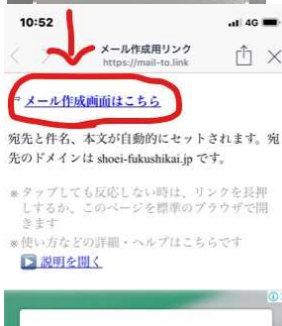 10:52
4G
メール作成用リンク
https://mail-to.link
メール作成画面はこちら
宛先と件名、本文が自動的にセットされます。宛
先のドメインは shoei-fukushikai.jp です。
※タップしても反応しない時は、リンクを長押
しするか、このページを標準のブラウザで開
きます
※使い方などの詳細・ヘルプはこちらです
説明を開く